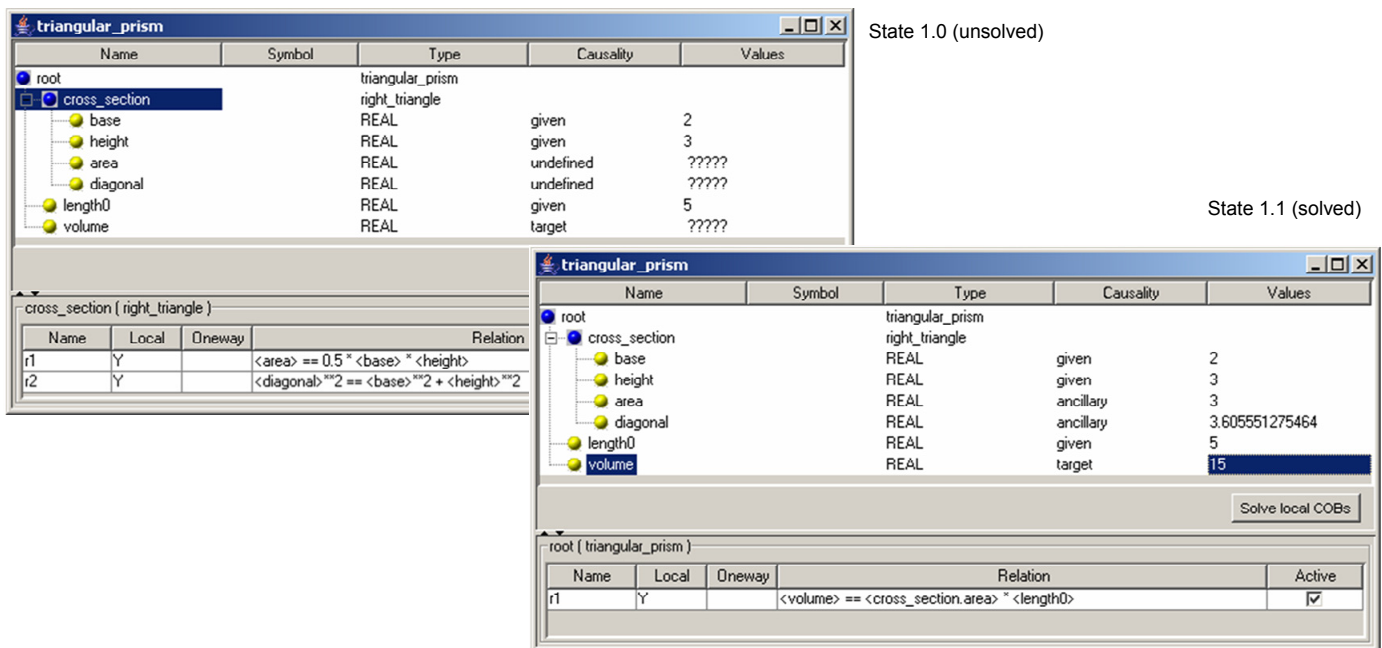 triangular_prism
State 1.0 (unsolved)
Name Symbol Type Causality Values
root triangular_prism
cross_section right_triangle
base REAL given 2
height REAL given 3
area REAL undefined ?????
diagonal REAL undefined ?????
length0 REAL given 5
volume REAL target ?????
cross_section ( right_triangle )
Name Local Oneway Relation
r1 Y <area> == 0.5 * <base> * <height>
r2 Y <diagonal>**2 == <base>**2 + <height>**2
State 1.1 (solved)
triangular_prism
Name Symbol Type Causality Values
root triangular_prism
cross_section right_triangle
base REAL given 2
height REAL given 3
area REAL ancillary 3
diagonal REAL ancillary 3.605551275464
length0 REAL given 5
volume REAL target 15
Solve local COBs
root ( triangular_prism )
Name Local Oneway Relation Active
r1 Y <volume> == <cross_section.area> * <length0>